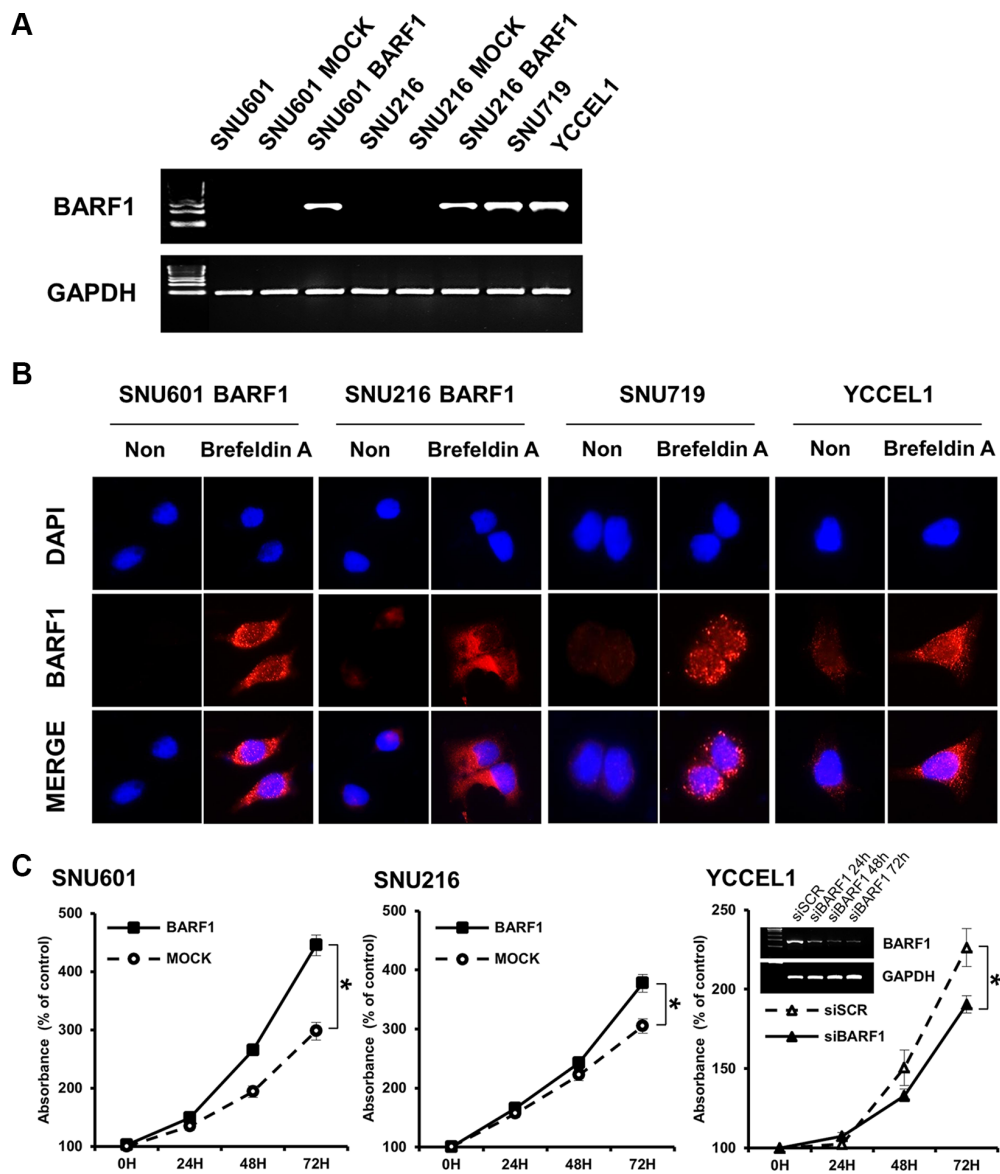 A
SNU601
SNU601 MOCK
SNU601 BARF1
SNU216
SNU216 MOCK
SNU216 BARF1
SNU719
YCCEL1
BARF1
GAPDH
B
SNU601 BARF1 SNU216 BARF1 SNU719 YCCEL1
Non Brefeldin A Non Brefeldin A Non Brefeldin A Non Brefeldin A
DAPI
BARF1
MERGE
C
SNU601
Absorbance (% of control)
500
400
300
200
100
0H 24H 48H 72H
BARF1
MOCK
*
SNU216
Absorbance (% of control)
500
400
300
200
100
0H 24H 48H 72H
BARF1
MOCK
*
YCCEL1
Absorbance (% of control)
250
200
150
100
0H 24H 48H 72H
siSCR
siBARF1 24h
siBARF1 48h
siBARF1 72h
BARF1
GAPDH
siSCR
siBARF1
*